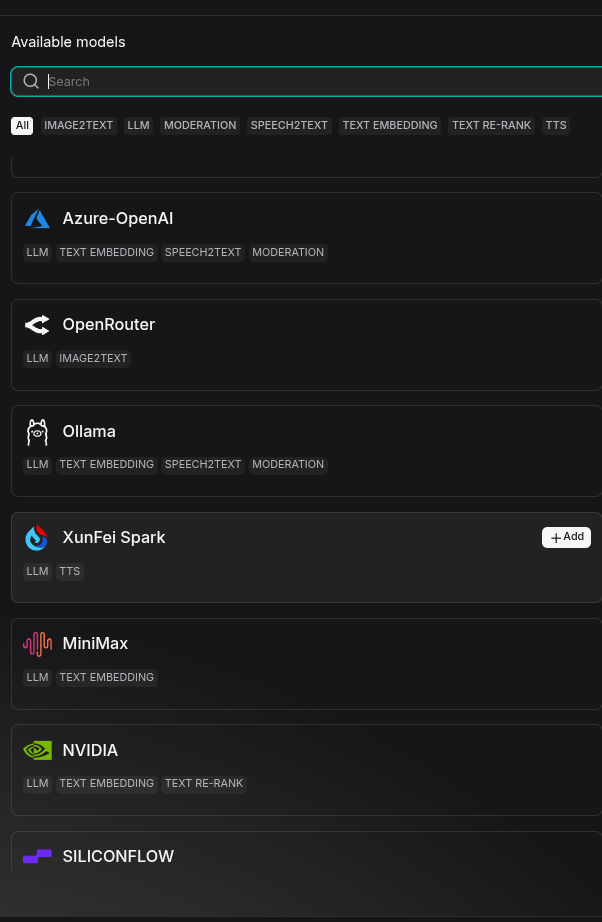 Available models
Search
All IMAGE2TEXT LLM MODERATION SPEECH2TEXT TEXT EMBEDDING TEXT RE-RANK TTS
Azure-OpenAI
LLM TEXT EMBEDDING SPEECH2TEXT MODERATION
OpenRouter
LLM IMAGE2TEXT
Ollama
LLM TEXT EMBEDDING SPEECH2TEXT MODERATION
XunFei Spark
+Add
LLM TTS
MiniMax
LLM TEXT EMBEDDING
NVIDIA
LLM TEXT EMBEDDING TEXT RE-RANK
SILICONFLOW